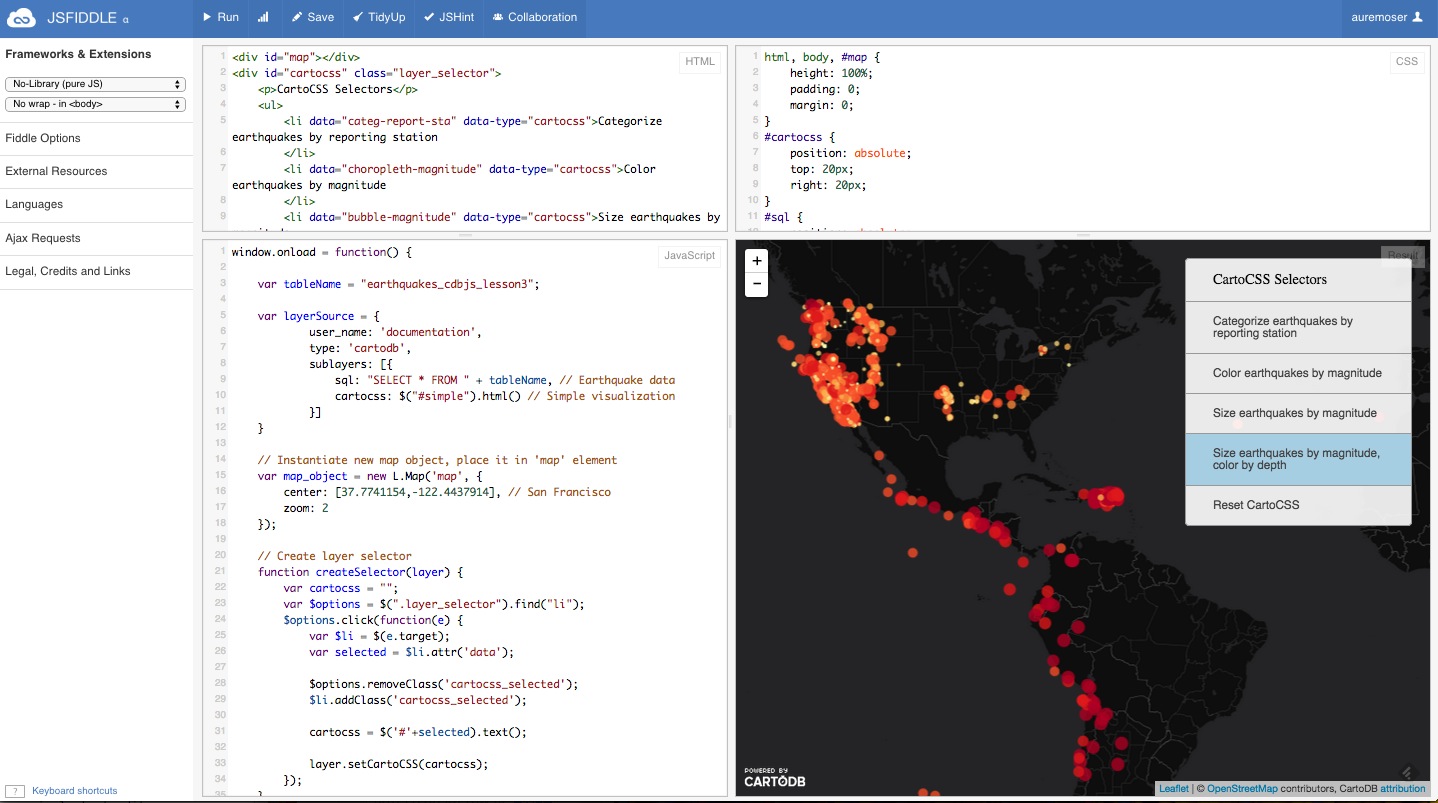 JSFIDDLE α
Run
Save
TidyUp
JSHint
Collaboration
auremoser
Frameworks & Extensions
No-Library (pure JS)
No wrap - in <body>
Fiddle Options
External Resources
Languages
Ajax Requests
Legal, Credits and Links
? Keyboard shortcuts
HTML
1 <div id="map"></div>
2 <div id="cartocss" class="layer_selector">
3 <p>CartoCSS Selectors</p>
4 <ul>
5 <li data="categ-report-sta" data-type="cartocss">Categorize
earthquakes by reporting station
6 </li>
7 <li data="choropleth-magnitude" data-type="cartocss">Color
earthquakes by magnitude
8 </li>
9 <li data="bubble-magnitude" data-type="cartocss">Size earthquakes by
CSS
1 html, body, #map {
2 height: 100%;
3 padding: 0;
4 margin: 0;
5 }
6 #cartocss {
7 position: absolute;
8 top: 20px;
9 right: 20px;
10 }
11 #sql {
JavaScript
1 window.onload = function() {
2
3 var tableName = "earthquakes_cdbjs_lesson3";
4
5 var layerSource = {
6 user_name: 'documentation',
7 type: 'cartodb',
8 sublayers: [{
9 sql: "SELECT * FROM " + tableName, // Earthquake data
10 cartocss: $("#simple").html() // Simple visualization
11 }]
12 }
13
14 // Instantiate new map object, place it in 'map' element
15 var map_object = new L.Map('map', {
16 center: [37.7741154,-122.4437914], // San Francisco
17 zoom: 2
18 });
19
20 // Create layer selector
21 function createSelector(layer) {
22 var cartocss = "";
23 var $options = $(".layer_selector").find("li");
24 $options.click(function(e) {
25 var $li = $(e.target);
26 var selected = $li.attr('data');
27
28 $options.removeClass('cartocss_selected');
29 $li.addClass('cartocss_selected');
30
31 cartocss = $('#'+selected).text();
32
33 layer.setCartoCSS(cartocss);
34 });
35 }
+
−
Result
CartoCSS Selectors
Categorize earthquakes by
reporting station
Color earthquakes by magnitude
Size earthquakes by magnitude
Size earthquakes by magnitude,
color by depth
Reset CartoCSS
POWERED BY
CARTODB
Leaflet | © OpenStreetMap contributors, CartoDB attribution